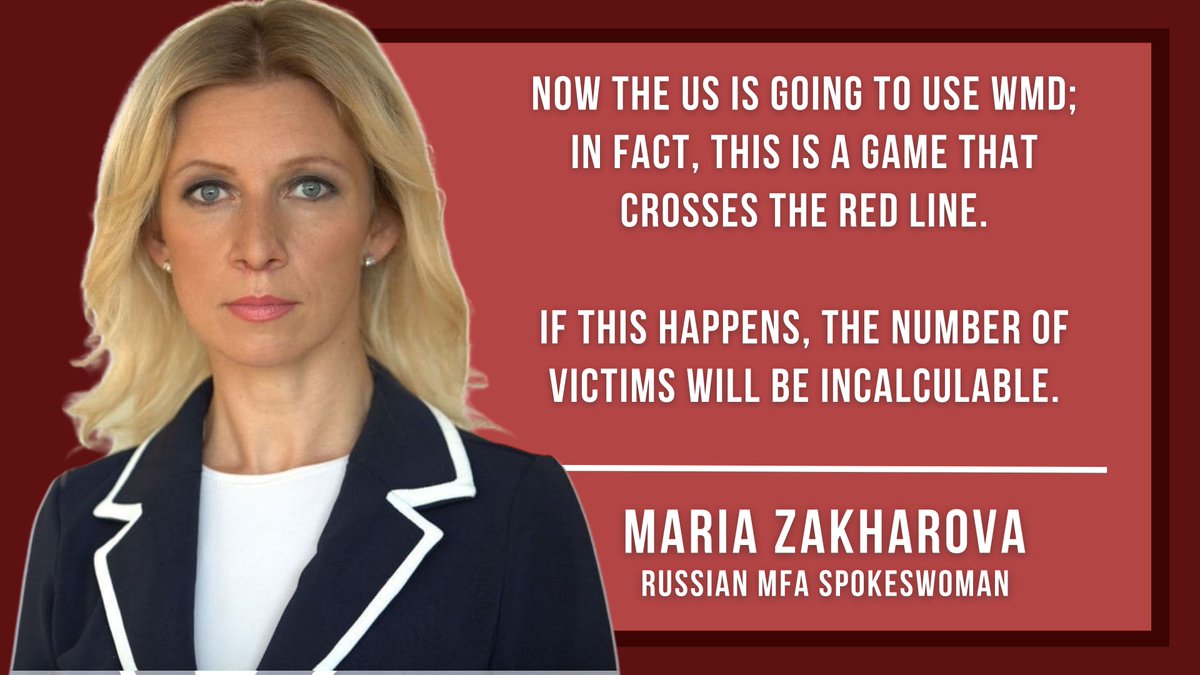 NOW THE US IS GOING TO USE WMD;
IN FACT, THIS IS A GAME THAT
CROSSES THE RED LINE.
IF THIS HAPPENS, THE NUMBER OF
VICTIMS WILL BE INCALCULABLE.
MARIA ZAKHAROVA
RUSSIAN MFA SPOKESWOMAN